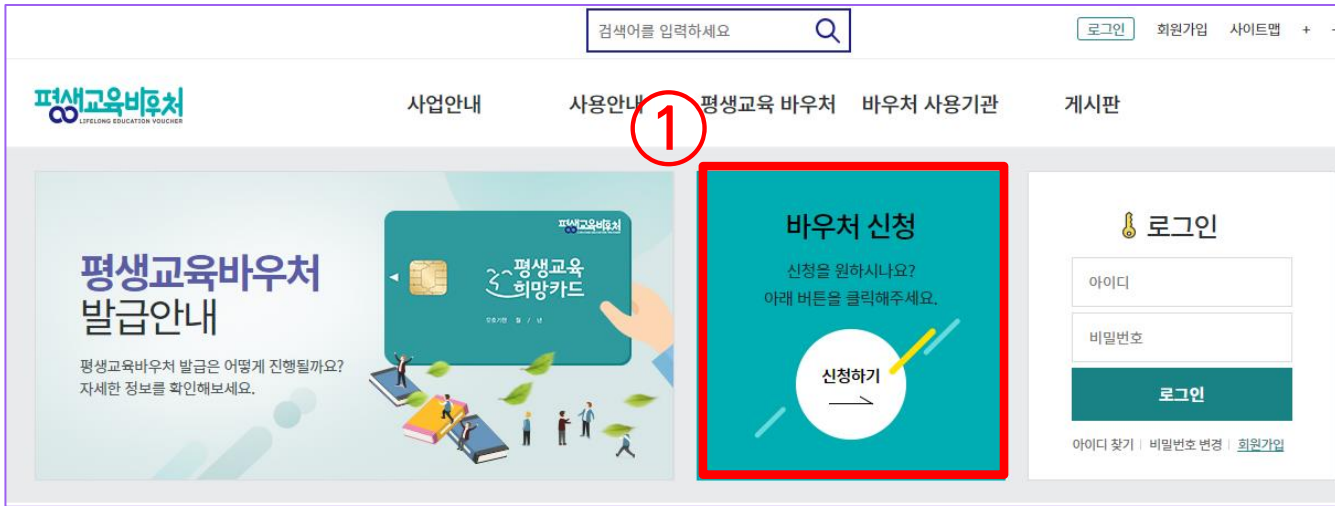 검색어를 입력하세요
로그인 회원가입 사이트맵 + -
평생교육바우처
LIFELONG EDUCATION VOUCHER
사업안내 사용안내 평생교육 바우처 바우처 사용기관 게시판
①
평생교육바우처
발급안내
평생교육바우처 발급은 어떻게 진행될까요?
자세한 정보를 확인해보세요.
평생교육바우처
평생교육
희망카드
바우처 신청
신청을 원하시나요?
아래 버튼을 클릭해주세요.
신청하기
로그인
아이디
비밀번호
로그인
아이디 찾기 | 비밀번호 변경 | 회원가입